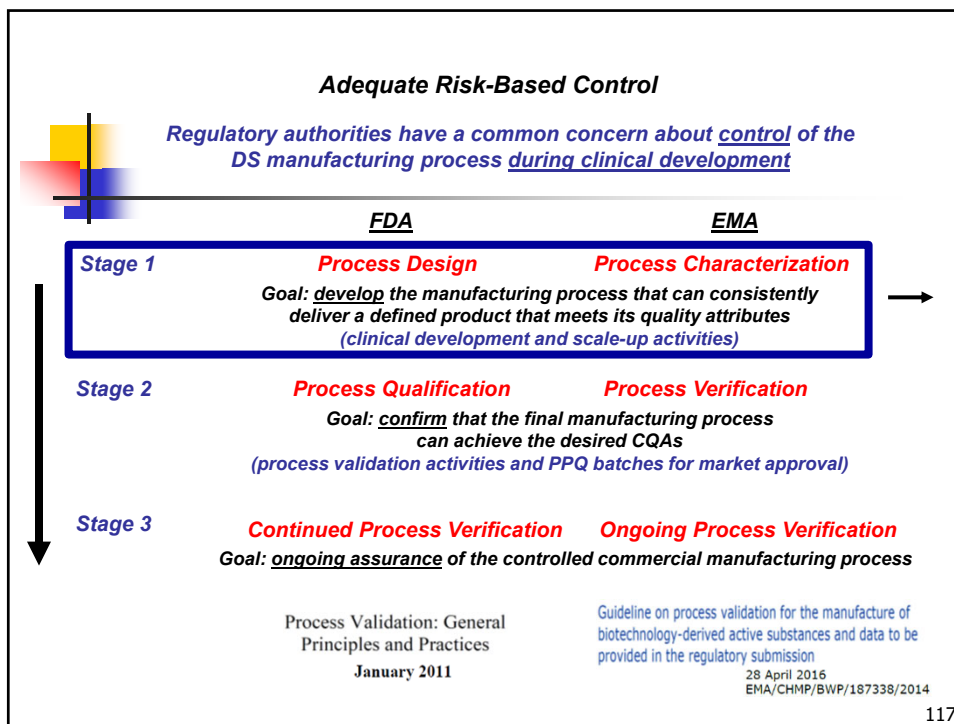 Adequate Risk-Based Control
Regulatory authorities have a common concern about control of the
DS manufacturing process during clinical development
FDA EMA
Stage 1 Process Design Process Characterization
Goal: develop the manufacturing process that can consistently
deliver a defined product that meets its quality attributes
(clinical development and scale-up activities)
Stage 2 Process Qualification Process Verification
Goal: confirm that the final manufacturing process
can achieve the desired CQAs
(process validation activities and PPQ batches for market approval)
Stage 3 Continued Process Verification Ongoing Process Verification
Goal: ongoing assurance of the controlled commercial manufacturing process
Process Validation: General
Principles and Practices
January 2011
Guideline on process validation for the manufacture of
biotechnology-derived active substances and data to be
provided in the regulatory submission
28 April 2016
EMA/CHMP/BWP/187338/2014
117